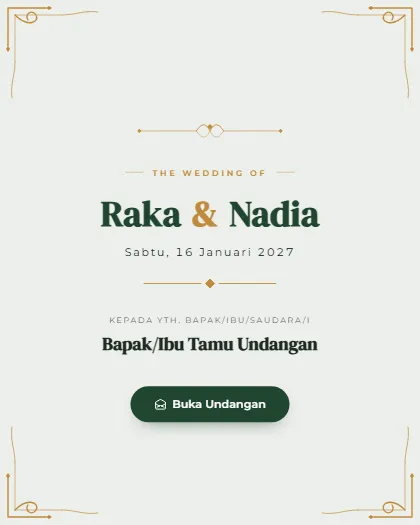 THE WEDDING OF
Raka & Nadia
Sabtu, 16 Januari 2027
KEPADA YTH. BAPAK/IBU/SAUDARA/I
Bapak/Ibu Tamu Undangan
Buka Undangan